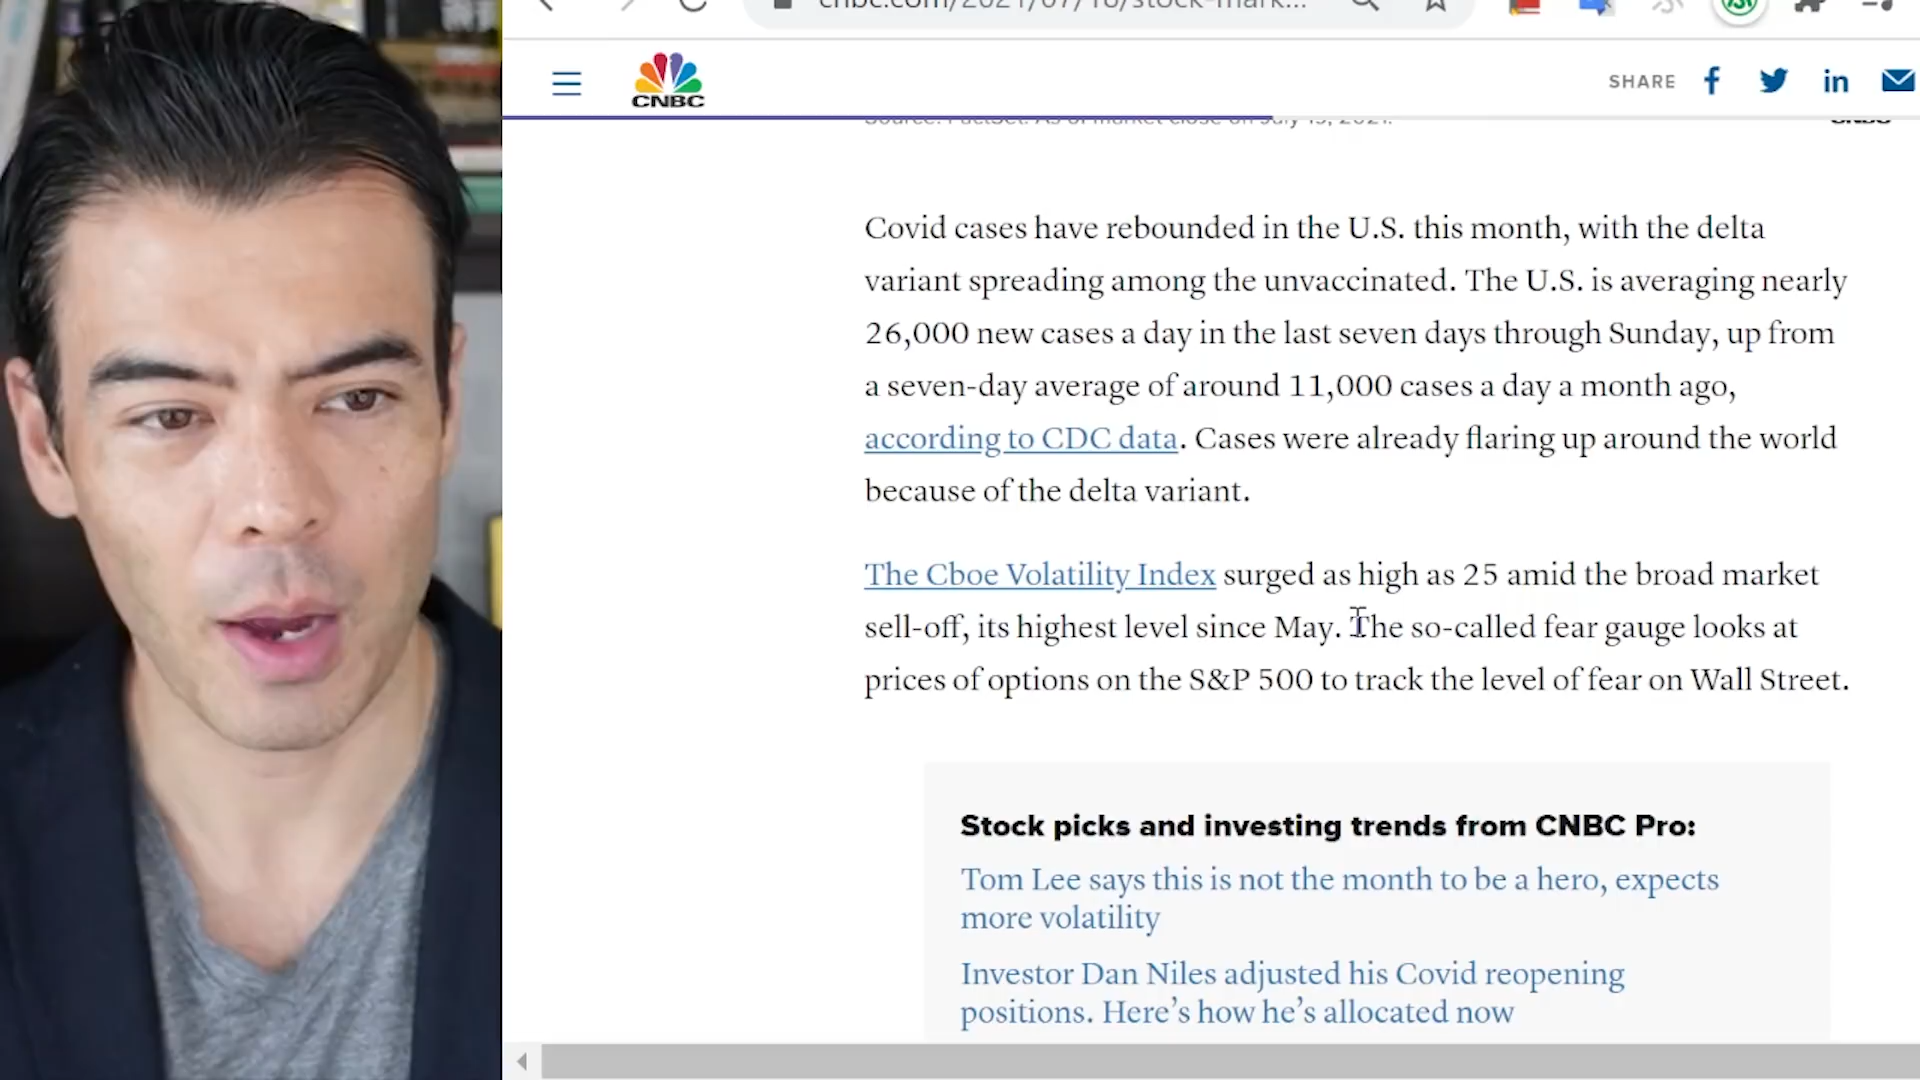 CNBC
SHARE
Covid cases have rebounded in the U.S. this month, with the delta
variant spreading among the unvaccinated. The U.S. is averaging nearly
26,000 new cases a day in the last seven days through Sunday, up from
a seven-day average of around 11,000 cases a day a month ago,
according to CDC data. Cases were already flaring up around the world
because of the delta variant.
The Cboe Volatility Index surged as high as 25 amid the broad market
sell-off, its highest level since May. The so-called fear gauge looks at
prices of options on the S&P 500 to track the level of fear on Wall Street.
Stock picks and investing trends from CNBC Pro:
Tom Lee says this is not the month to be a hero, expects
more volatility
Investor Dan Niles adjusted his Covid reopening
positions. Here’s how he’s allocated now